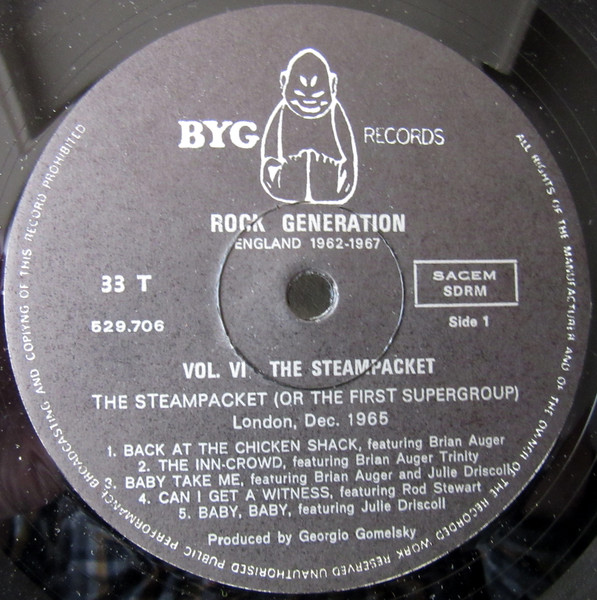 BYG RECORDS
ROCK GENERATION
ENGLAND 1962-1967
33 T
529.706
SACEM
SDRM
Side 1
VOL. VI THE STEAMPACKET
THE STEAMPACKET (OR THE FIRST SUPERGROUP)
London, Dec. 1965
1. BACK AT THE CHICKEN SHACK, featuring Brian Auger
2. THE INN-CROWD, featuring Brian Auger Trinity
3. BABY TAKE ME, featuring Brian Auger and Julie Driscoll
4. CAN I GET A WITNESS, featuring Rod Stewart
5. BABY, BABY, featuring Julie Driscoll
Produced by Georgio Gomelsky
ALL RIGHTS OF THE MANUFACTURER AND OF THE OWNER OF THE RECORDED WORK RESERVED UNAUTHORISED PUBLIC PERFORMANCE BROADCASTING AND COPIYNG OF THIS RECORD PROHIBITED